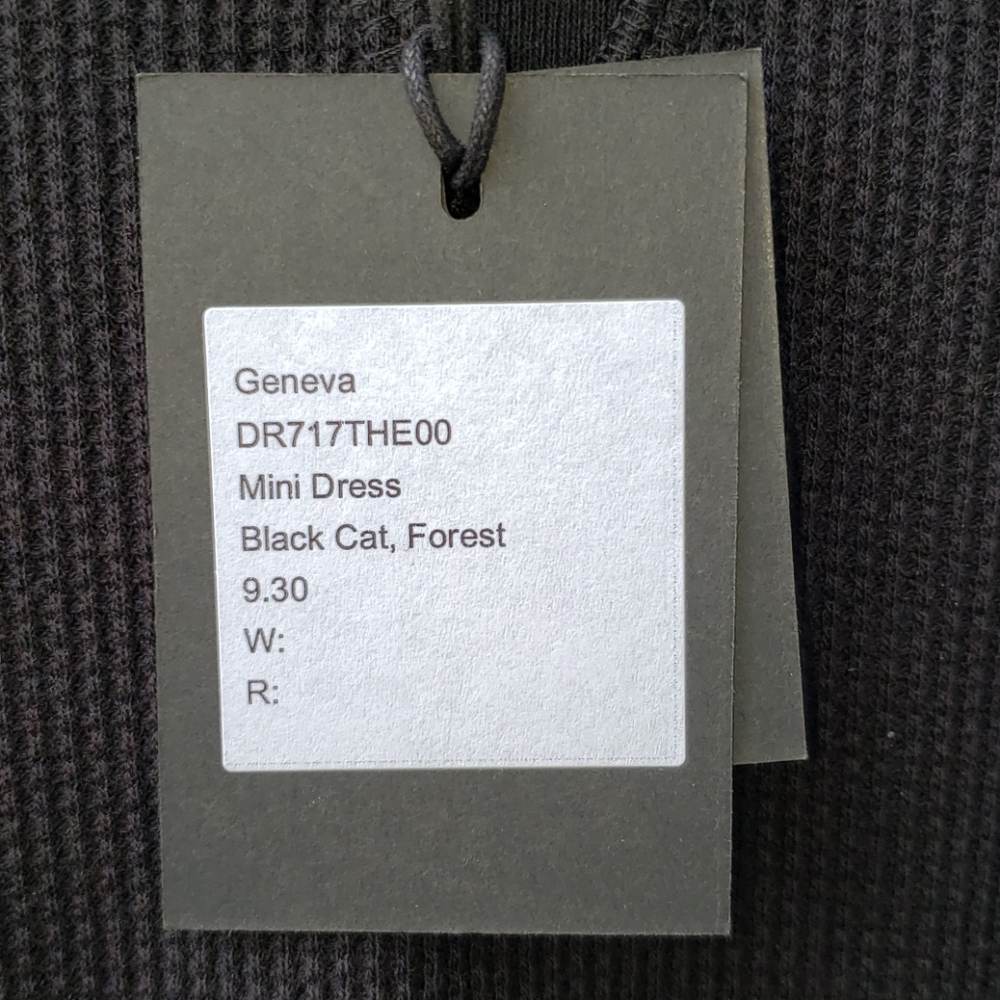 Geneva
DR717THE00
Mini Dress
Black Cat, Forest
9.30
W:
R: